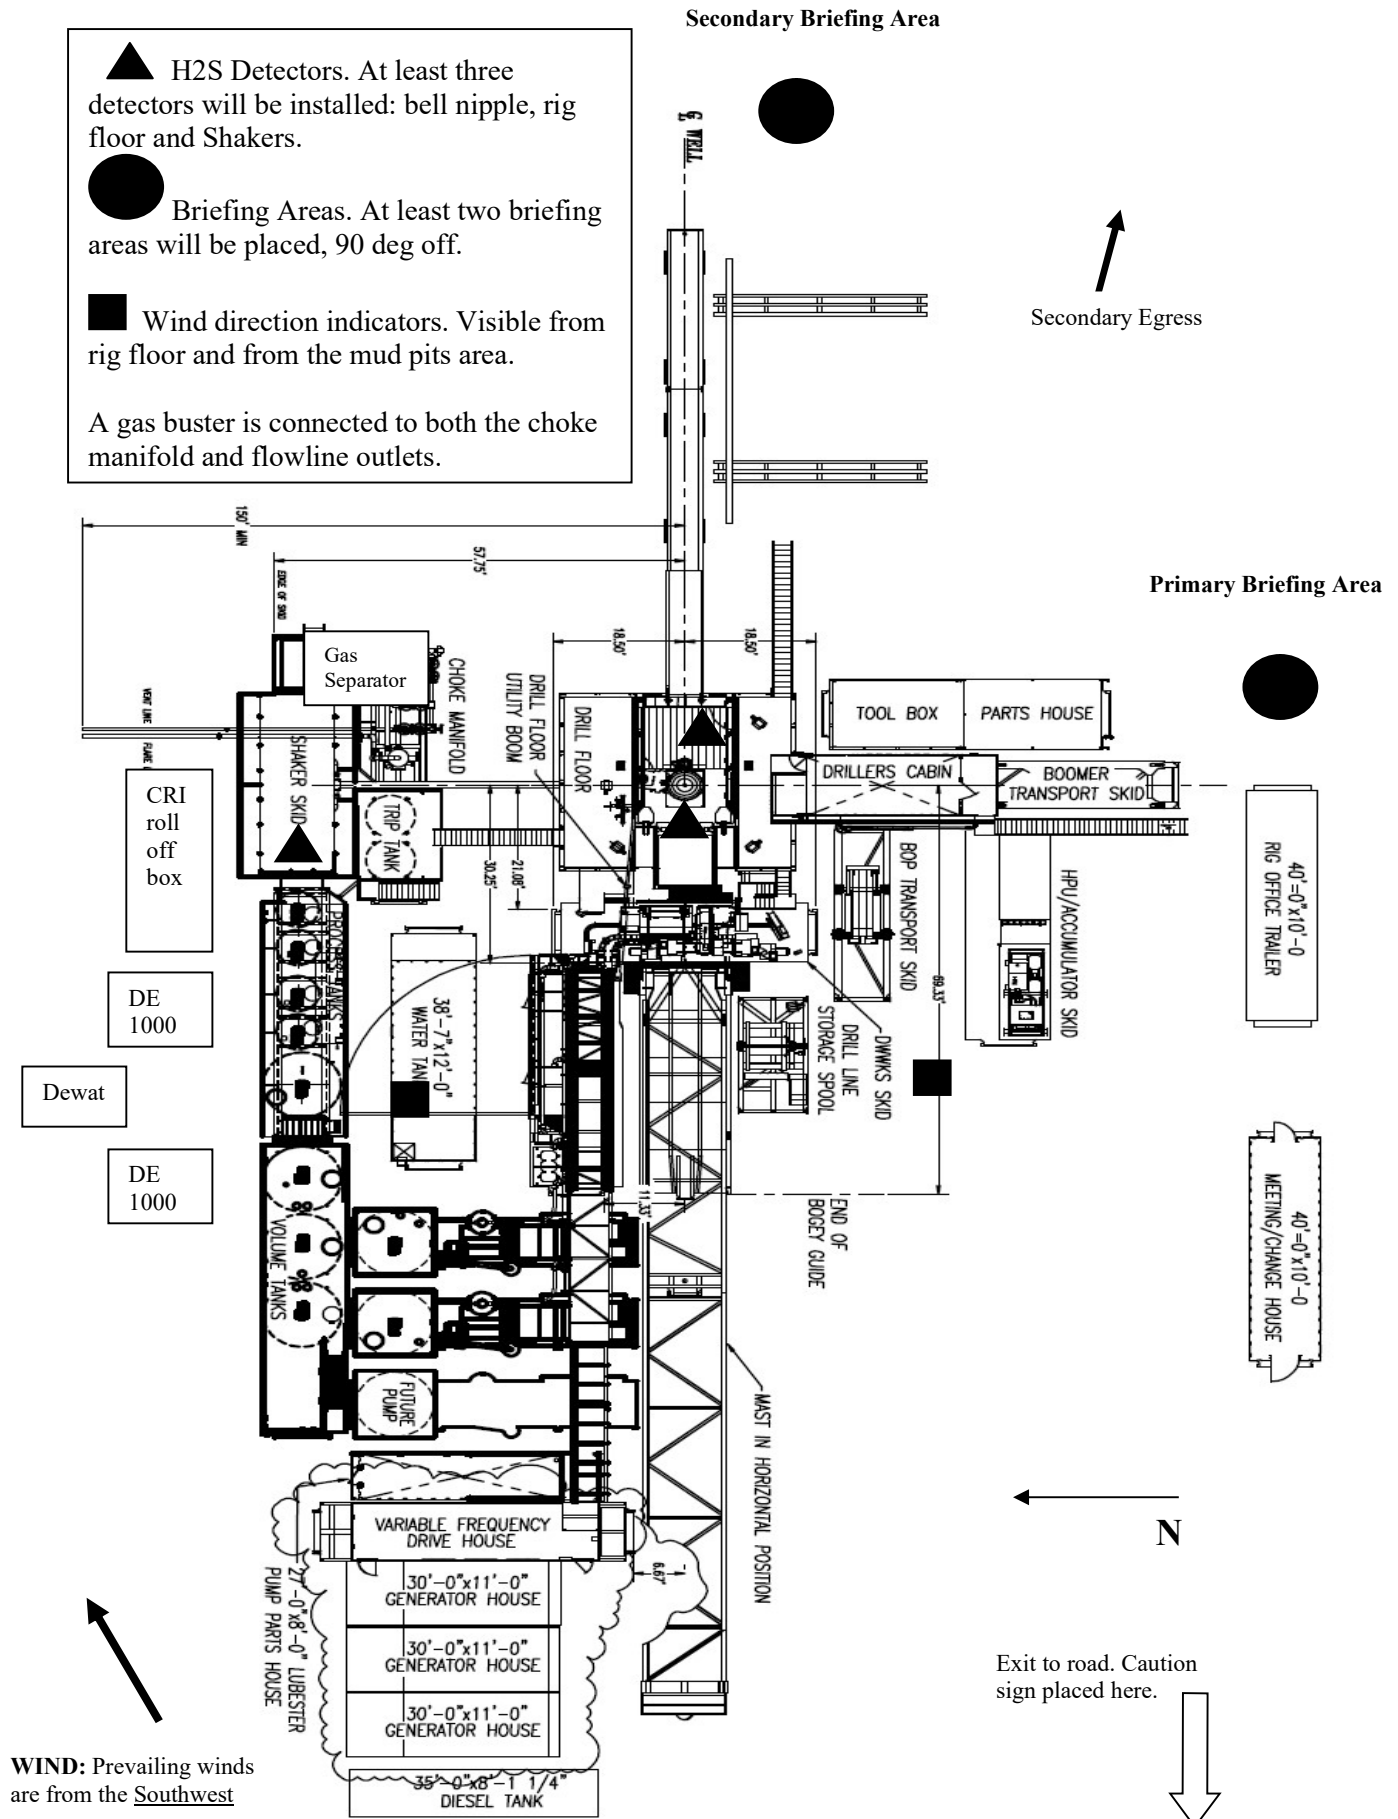 Secondary Briefing Area
H2S Detectors. At least three
detectors will be installed: bell nipple, rig
floor and Shakers.
Briefing Areas. At least two briefing
areas will be placed, 90 deg off.
Wind direction indicators. Visible from
rig floor and from the mud pits area.
A gas buster is connected to both the choke
manifold and flowline outlets.
WELL
Secondary Egress
150' MIN
57.75'
EDGE OF SKID
Primary Briefing Area
18.50'
18.50'
Gas
Separator
CHOKE MANIFOLD
DRILL FLOOR
UTILITY BOOM
DRILL FLOOR
TOOL BOX
PARTS HOUSE
VENT LINE
FLARE
SHAKER SKID
DRILLERS CABIN
BOOMER
TRANSPORT SKID
CRI
roll
off
box
TRIP
TANK
30.25'
21.08'
BOP TRANSPORT SKID
HPU/ACCUMULATOR SKID
40'=0"x10'-0
RIG OFFICE TRAILER
PROCESS TANKS
DE
1000
38'-7"x12'-0"
WATER TANK
DRILL LINE
STORAGE SPOOL
DWWKS SKID
69.33'
Dewat
DE
1000
VOLUME TANKS
11.33'
END OF
BOGEY GUIDE
40'=0"x10'-0
MEETING/CHANGE HOUSE
FUTURE
PUMP
MAST IN HORIZONTAL POSITION
VARIABLE FREQUENCY
DRIVE HOUSE
6.67'
N
27'-0"x8'-0" LUBESTER
PUMP PARTS HOUSE
30'-0"x11'-0"
GENERATOR HOUSE
30'-0"x11'-0"
GENERATOR HOUSE
30'-0"x11'-0"
GENERATOR HOUSE
Exit to road. Caution
sign placed here.
WIND: Prevailing winds
are from the Southwest
35'-0"x8'-1 1/4"
DIESEL TANK